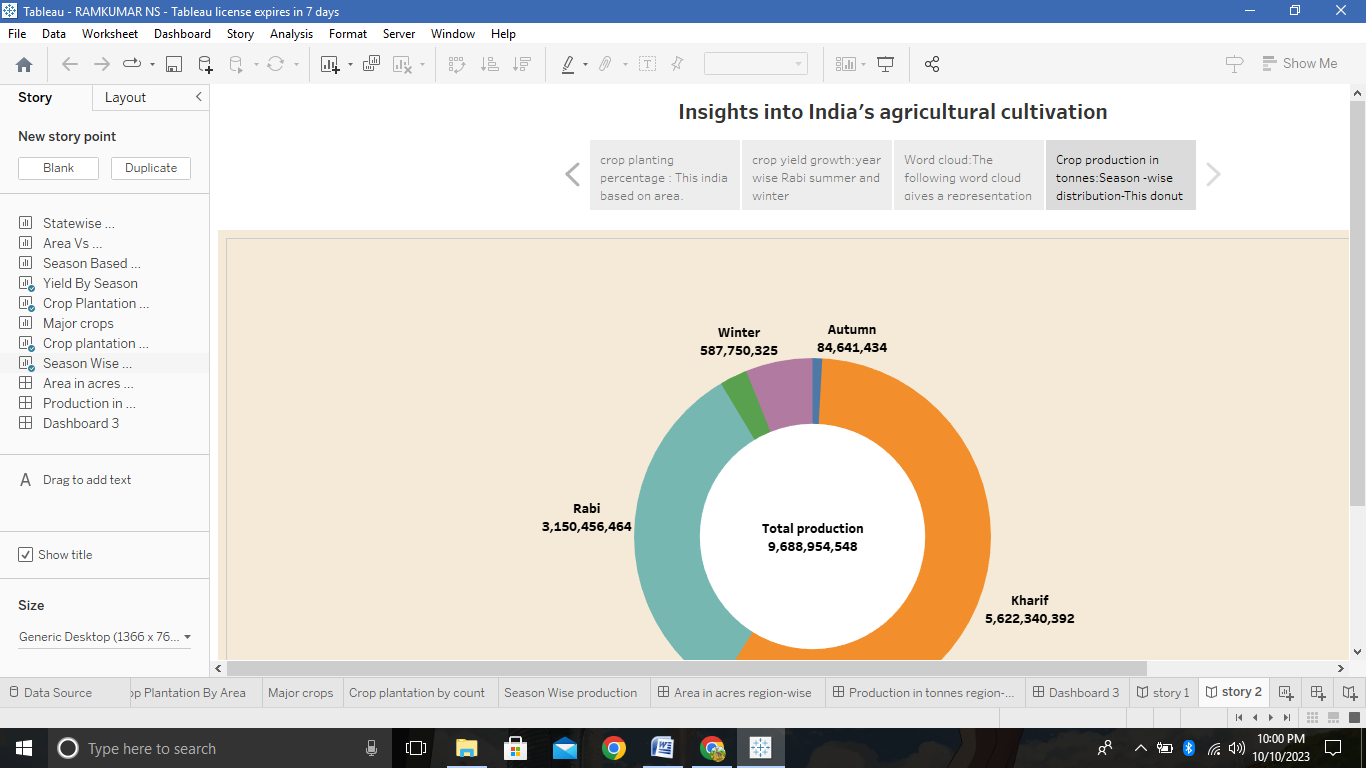 Tableau - RAMKUMAR NS - Tableau license expires in 7 days
File Data Worksheet Dashboard Story Analysis Format Server Window Help
Show Me
Story Layout
New story point
Blank Duplicate
Statewise ...
Area Vs ...
Season Based ...
Yield By Season
Crop Plantation ...
Major crops
Crop plantation ...
Season Wise ...
Area in acres ...
Production in ...
Dashboard 3
A Drag to add text
Show title
Size
Generic Desktop (1366 x 76...
Insights into India's agricultural cultivation
crop planting
percentage : This india
based on area.
crop yield growth:year
wise Rabi summer and
winter
Word cloud:The
following word cloud
gives a representation
Crop production in
tonnes:Season -wise
distribution-This donut
Winter
587,750,325
Autumn
84,641,434
Rabi
3,150,456,464
Total production
9,688,954,548
Kharif
5,622,340,392
Data Source op Plantation By Area Major crops Crop plantation by count Season Wise production Area in acres region-wise Production in tonnes region-... Dashboard 3 story 1 story 2
Type here to search
10:00 PM
10/10/2023